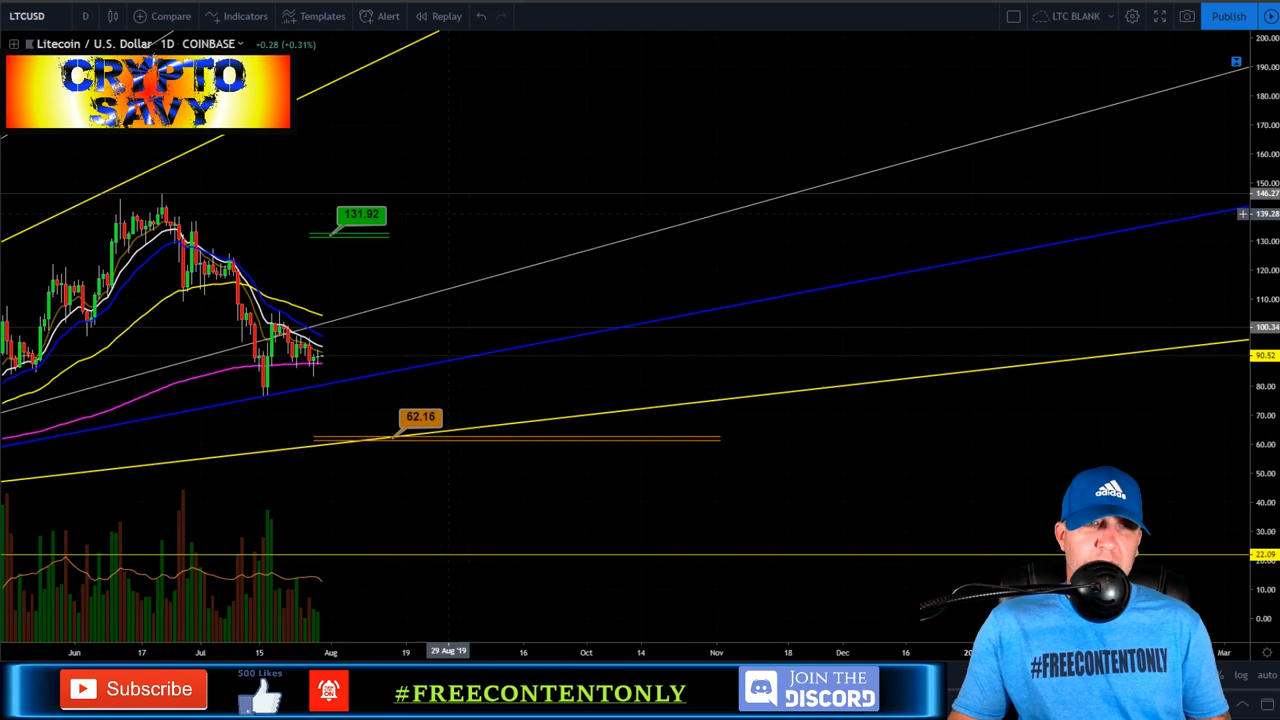 LTCUSD D Compare Indicators Templates Alert Replay LTC BLANK Publish
Litecoin / U.S. Dollar 1D COINBASE +0.28 (+0.31%)
CRYPTO
SAVY
200.00
190.00
180.00
170.00
160.00
150.00
146.27
139.28
130.00
120.00
110.00
100.34
90.52
80.00
70.00
60.00
50.00
40.00
30.00
22.09
10.00
0.00
131.92
62.16
Jun 17 Jul 15 Aug 19 29 Aug '19 16 Oct 14 Nov 18 Dec 16 Mar
adidas
#FREECONTENTONLY
Subscribe
500 Likes
#FREECONTENTONLY
JOIN THE
DISCORD
% log auto